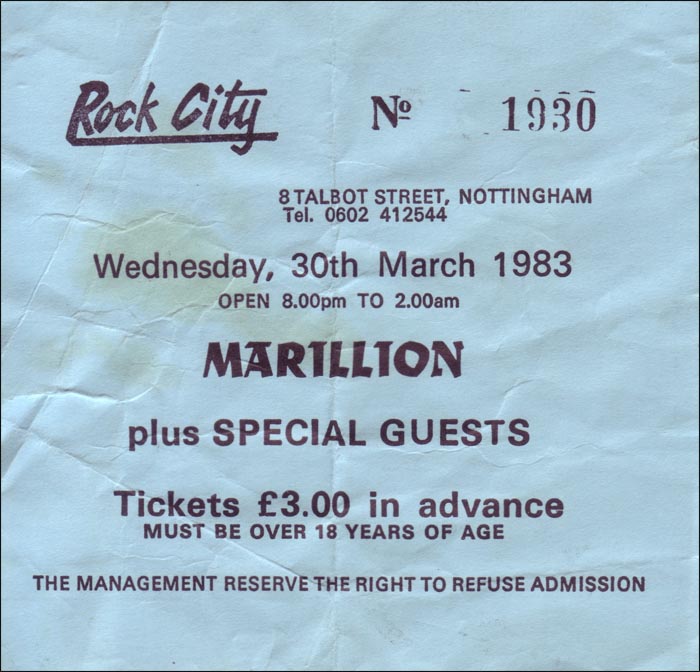 Rock City Nº 1930
8 TALBOT STREET, NOTTINGHAM
Tel. 0602 412544
Wednesday, 30th March 1983
OPEN 8.00pm TO 2.00am
MARILLION
plus SPECIAL GUESTS
Tickets £3.00 in advance
MUST BE OVER 18 YEARS OF AGE
THE MANAGEMENT RESERVE THE RIGHT TO REFUSE ADMISSION